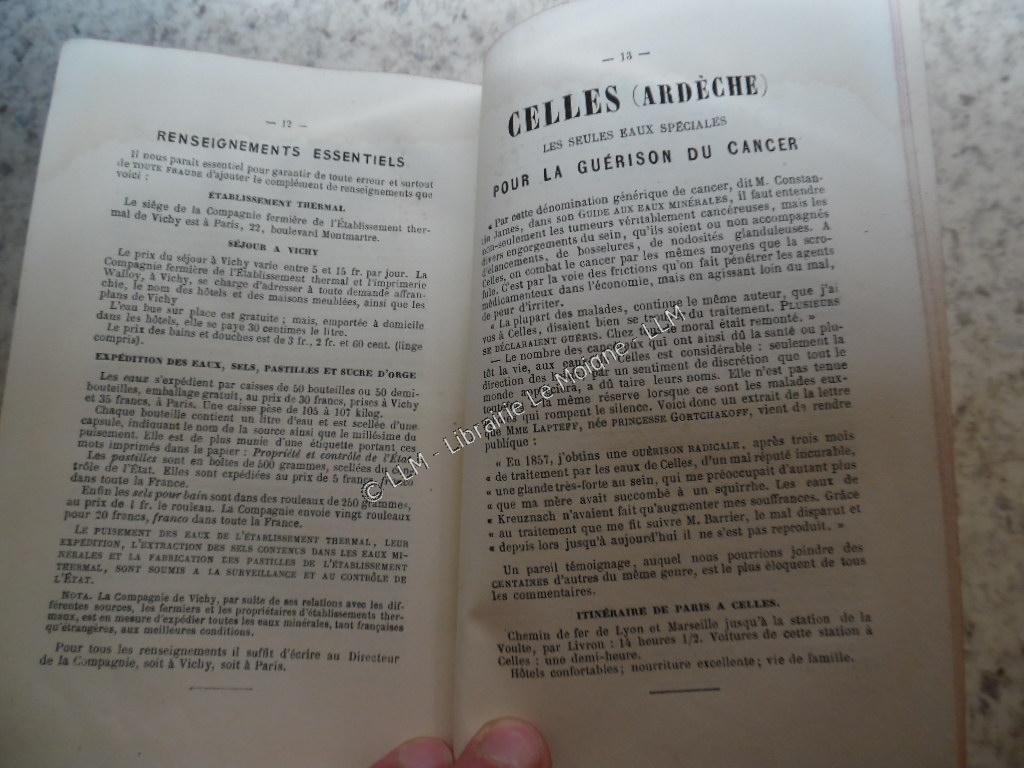 — 12 —
RENSEIGNEMENTS ESSENTIELS
Il nous paraît essentiel pour garantir de toute erreur et surtout
de TOUTE FRAUDE d'ajouter le complément de renseignements que
voici :
ÉTABLISSEMENT THERMAL
Le siège de la Compagnie fermière de l'Établissement ther-
mal de Vichy est à Paris, 22, boulevard Montmartre.
SÉJOUR A VICHY
Le prix du séjour à Vichy varie entre 5 et 15 fr. par jour. La
Compagnie fermière de l'Établissement thermal et l'imprimerie
Wallon, à Vichy, se charge d'adresser à toute demande affran-
chie, le nom des hôtels et des maisons meublées, ainsi que les
plans de Vichy
L'eau bue sur place est gratuite ; mais, emportée à domicile
dans les hôtels, elle se paye 30 centimes le litre.
Le prix des bains et douches est de 3 fr., 2 fr. et 60 cent. (linge
compris).
EXPÉDITION DES EAUX, SELS, PASTILLES ET SUCRE D'ORGE
Les eaux s'expédient par caisses de 50 bouteilles ou 50 demi-
bouteilles, emballage gratuit, au prix de 30 francs, prises à Vichy
et 35 francs, à Paris. Une caisse pèse de 105 à 107 kilog.
Chaque bouteille contient un litre d'eau et est scellée d'une
capsule, indiquant le nom de la source ainsi que le millésime du
puisement. Elle est de plus munie d'une étiquette portant ces
mots imprimés dans le papier : Propriété et contrôle de l'État.
Les pastilles sont en boîtes de 500 grammes, scellées du con-
trôle de l'État. Elles sont expédiées au prix de 5 francs
dans toute la France.
Enfin les sels pour bain sont dans des rouleaux de 250 grammes,
au prix de 1 fr. le rouleau. La Compagnie envoie vingt rouleaux
pour 20 francs, franco dans toute la France.
LE PUISEMENT DES EAUX DE L'ÉTABLISSEMENT THERMAL, LEUR
EXPÉDITION, L'EXTRACTION DES SELS CONTENUS DANS LES EAUX MI-
NÉRALES ET LA FABRICATION DES PASTILLES DE L'ÉTABLISSEMENT
THERMAL, SONT SOUMIS A LA SURVEILLANCE ET AU CONTRÔLE DE
L'ÉTAT.
NOTA. La Compagnie de Vichy, par suite de ses relations avec les dif-
férentes sources, les fermiers et les propriétaires d'établissements ther-
maux, est en mesure d'expédier toutes les eaux minérales, tant françaises
qu'étrangères, aux meilleures conditions.
Pour tous les renseignements il suffit d'écrire au Directeur
de la Compagnie, soit à Vichy, soit à Paris.
— 13 —
CELLES (ARDÈCHE)
LES SEULES EAUX SPÉCIALES
POUR LA GUÉRISON DU CANCER
« Par cette dénomination générique de cancer, dit M. Constan-
tin James, dans son GUIDE AUX EAUX MINÉRALES, il faut entendre
non-seulement les tumeurs véritablement cancéreuses, mais les
divers engorgements du sein, qu'ils soient ou non accompagnés
d'élancements, de bosselures, de nodosités glanduleuses. A
Celles, on combat le cancer par les mêmes moyens que la scro-
fule. C'est par la voie des frictions qu'on fait pénétrer les agents
médicamenteux dans l'économie, mais en agissant loin du mal,
de peur d'irriter.
« La plupart des malades, continue le même auteur, que j'ai
vus à Celles, disaient bien se trouver du traitement. PLUSIEURS
SE DÉCLARAIENT GUÉRIS. Chez tous le moral était remonté. »
— Le nombre des cancéreux qui ont ainsi dû la santé ou plu-
tôt la vie, aux eaux de Celles est considérable : seulement la
direction des eaux, par un sentiment de discrétion que tout le
monde approuvera, a dû taire leurs noms. Elle n'est pas tenue
toutefois à la même réserve lorsque ce sont les malades eux-
mêmes qui rompent le silence. Voici donc un extrait de la lettre
que MME LAPTEFF, NÉE PRINCESSE GORTCHAKOFF, vient de rendre
publique :
« En 1857, j'obtins une GUÉRISON RADICALE, après trois mois
« de traitement par les eaux de Celles, d'un mal réputé incurable,
« une glande très-forte au sein, qui me préoccupait d'autant plus
« que ma mère avait succombé à un squirrhe. Les eaux de
« Kreuznach n'avaient fait qu'augmenter mes souffrances. Grâce
« au traitement que me fit suivre M. Barrier, le mal disparut et
« depuis lors jusqu'à aujourd'hui il ne s'est pas reproduit. »
Un pareil témoignage, auquel nous pourrions joindre des
CENTAINES d'autres du même genre, est le plus éloquent de tous
les commentaires.
ITINÉRAIRE DE PARIS A CELLES.
Chemin de fer de Lyon et Marseille jusqu'à la station de la
Voulte, par Livron : 14 heures 1/2. Voitures de cette station à
Celles : une demi-heure.
Hôtels confortables ; nourriture excellente ; vie de famille.
© LLM - Librairie Le Moigne - LLM